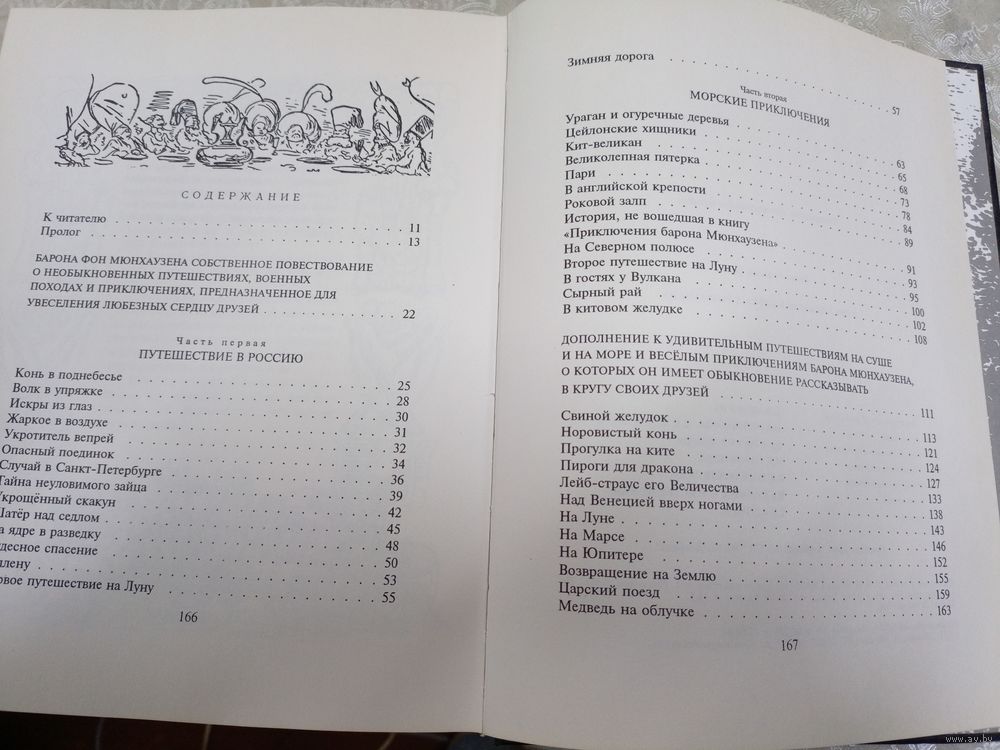 СОДЕРЖАНИЕ
К читателю . . . 11
Пролог . . . 13
БАРОНА ФОН МЮНХАУЗЕНА СОБСТВЕННОЕ ПОВЕСТВОВАНИЕ
О НЕОБЫКНОВЕННЫХ ПУТЕШЕСТВИЯХ, ВОЕННЫХ
ПОХОДАХ И ПРИКЛЮЧЕНИЯХ, ПРЕДНАЗНАЧЕННОЕ ДЛЯ
УВЕСЕЛЕНИЯ ЛЮБЕЗНЫХ СЕРДЦУ ДРУЗЕЙ . . . 22
Часть первая
ПУТЕШЕСТВИЕ В РОССИЮ
Конь в поднебесье . . . 25
Волк в упряжке . . . 28
Искры из глаз . . . 30
Жаркое в воздухе . . . 31
Укротитель вепрей . . . 32
Опасный поединок . . . 34
Случай в Санкт-Петербурге . . . 36
Тайна неуловимого зайца . . . 39
Укрощённый скакун . . . 42
Шатёр над седлом . . . 45
а ядре в разведку . . . 48
десное спасение . . . 50
плену . . . 53
рвое путешествие на Луну . . . 55
166
Зимняя дорога . . . 57
Часть вторая
МОРСКИЕ ПРИКЛЮЧЕНИЯ
Ураган и огуречные деревья . . . 63
Цейлонские хищники . . . 65
Кит-великан . . . 68
Великолепная пятерка . . . 73
Пари . . . 78
В английской крепости . . . 84
Роковой залп . . . 89
История, не вошедшая в книгу
«Приключения барона Мюнхаузена» . . . 91
На Северном полюсе . . . 93
Второе путешествие на Луну . . . 95
В гостях у Вулкана . . . 100
Сырный рай . . . 102
В китовом желудке . . . 108
ДОПОЛНЕНИЕ К УДИВИТЕЛЬНЫМ ПУТЕШЕСТВИЯМ НА СУШЕ
И НА МОРЕ И ВЕСЁЛЫМ ПРИКЛЮЧЕНИЯМ БАРОНА МЮНХАУЗЕНА,
О КОТОРЫХ ОН ИМЕЕТ ОБЫКНОВЕНИЕ РАССКАЗЫВАТЬ
В КРУГУ СВОИХ ДРУЗЕЙ . . . 111
Свиной желудок . . . 113
Норовистый конь . . . 121
Прогулка на ките . . . 124
Пироги для дракона . . . 127
Лейб-страус его Величества . . . 133
Над Венецией вверх ногами . . . 138
На Луне . . . 143
На Марсе . . . 146
На Юпитере . . . 152
Возвращение на Землю . . . 155
Царский поезд . . . 159
Медведь на облучке . . . 163
167
www.av.by